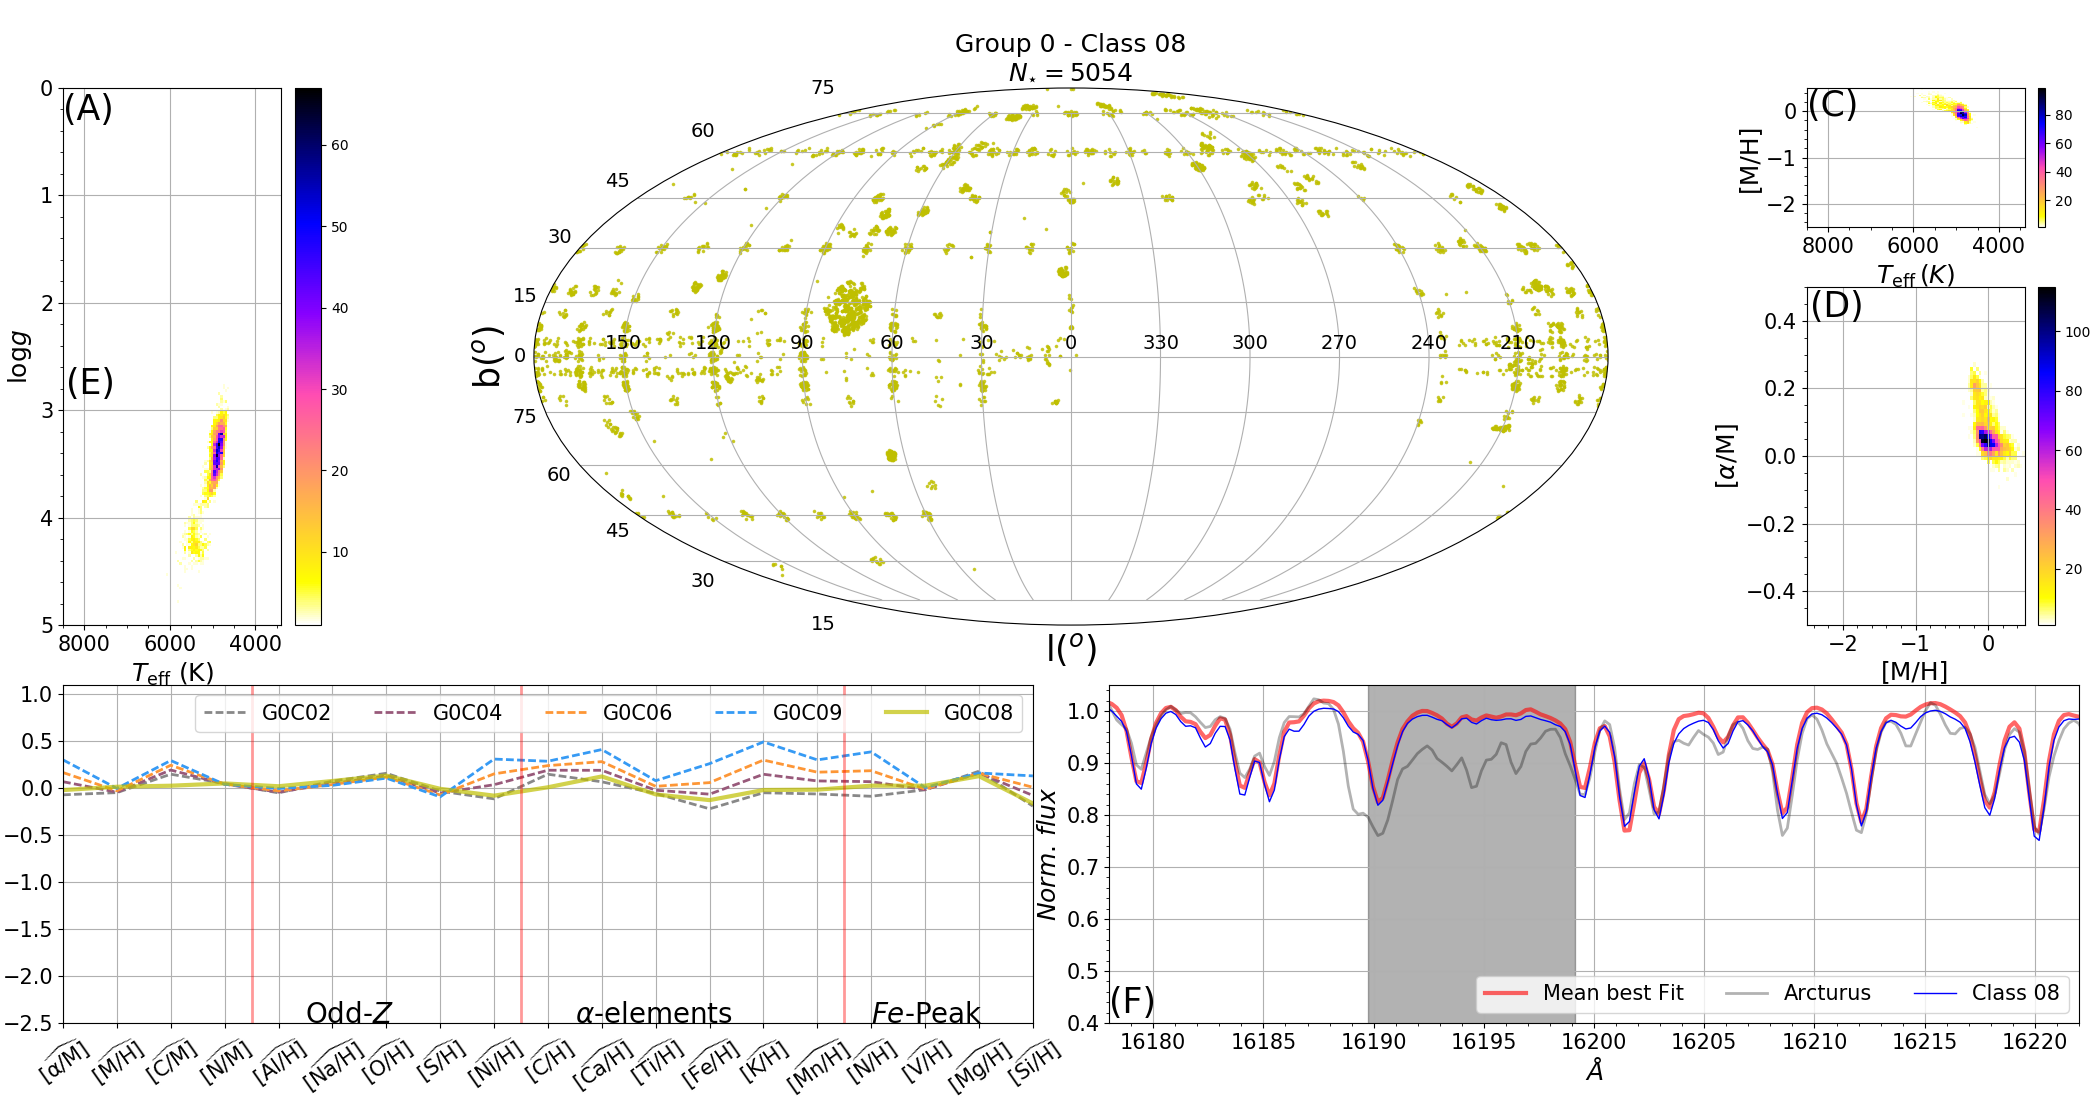 Group 0 - Class 08
N⋆ = 5054
(A)
0
1
2
3
4
5
log g
(E)
8000 6000 4000
Teff (K)
60
50
40
30
20
10
75
60
45
30
15
0
75
60
45
30
15
b(o)
150 120 90 60 30 0 330 300 270 240 210
l(o)
(C)
0
−1
−2
[M/H]
8000 6000 4000
Teff (K)
80
60
40
20
(D)
0.4
0.2
0.0
−0.2
−0.4
[α/M]
−2 −1 0
[M/H]
100
80
60
40
20
1.0
0.5
0.0
−0.5
−1.0
−1.5
−2.0
−2.5
G0C02 G0C04 G0C06 G0C09 G0C08
Odd-Z α-elements Fe-Peak
[α/M] [M/H] [C/M] [N/M] [Al/H] [Na/H] [O/H] [S/H] [Ni/H] [C/H] [Ca/H] [Ti/H] [Fe/H] [K/H] [Mn/H] [N/H] [V/H] [Mg/H] [Si/H]
1.0
0.9
0.8
0.7
0.6
0.5
0.4
Norm. flux
(F)
Mean best Fit Arcturus Class 08
16180 16185 16190 16195 16200 16205 16210 16215 16220
Å